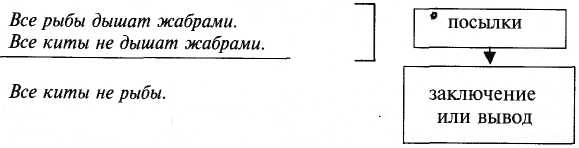 Все рыбы дышат жабрами.
Все киты не дышат жабрами.
Все киты не рыбы.
посылки
заключение
или вывод